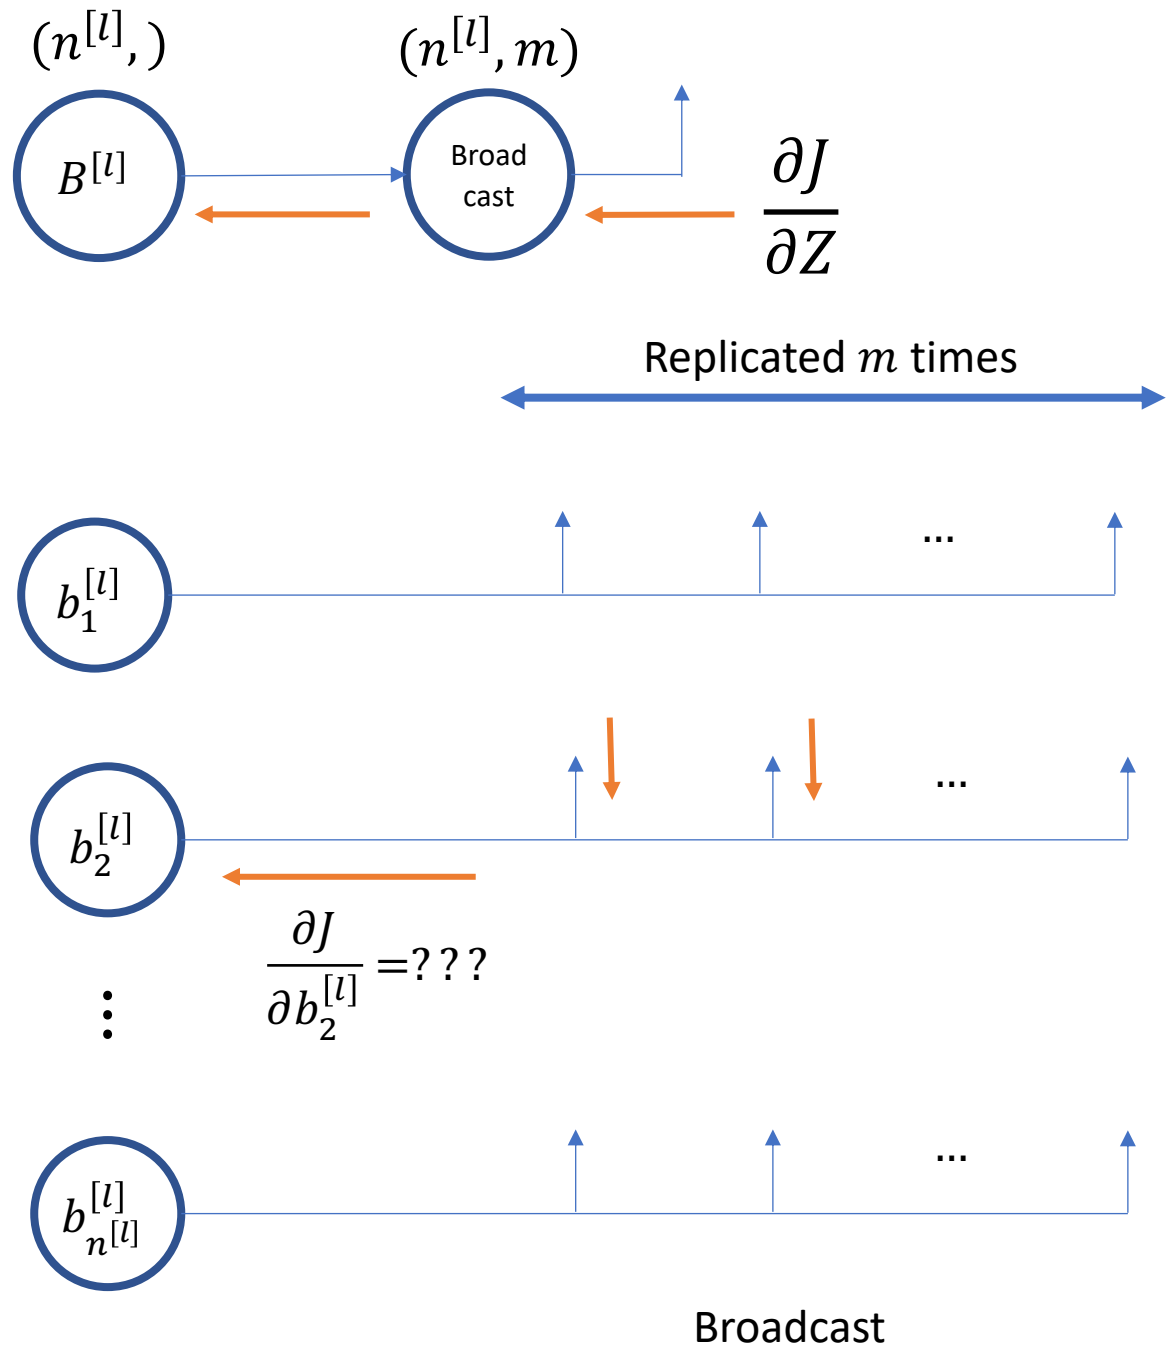 (n^[l], )
(n^[l], m)
B^[l]
Broad
cast
∂J
∂Z
Replicated m times
b_1^[l]
...
b_2^[l]
...
∂J
∂b_2^[l]
=???
⋮
b_{n^[l]}^[l]
...
Broadcast